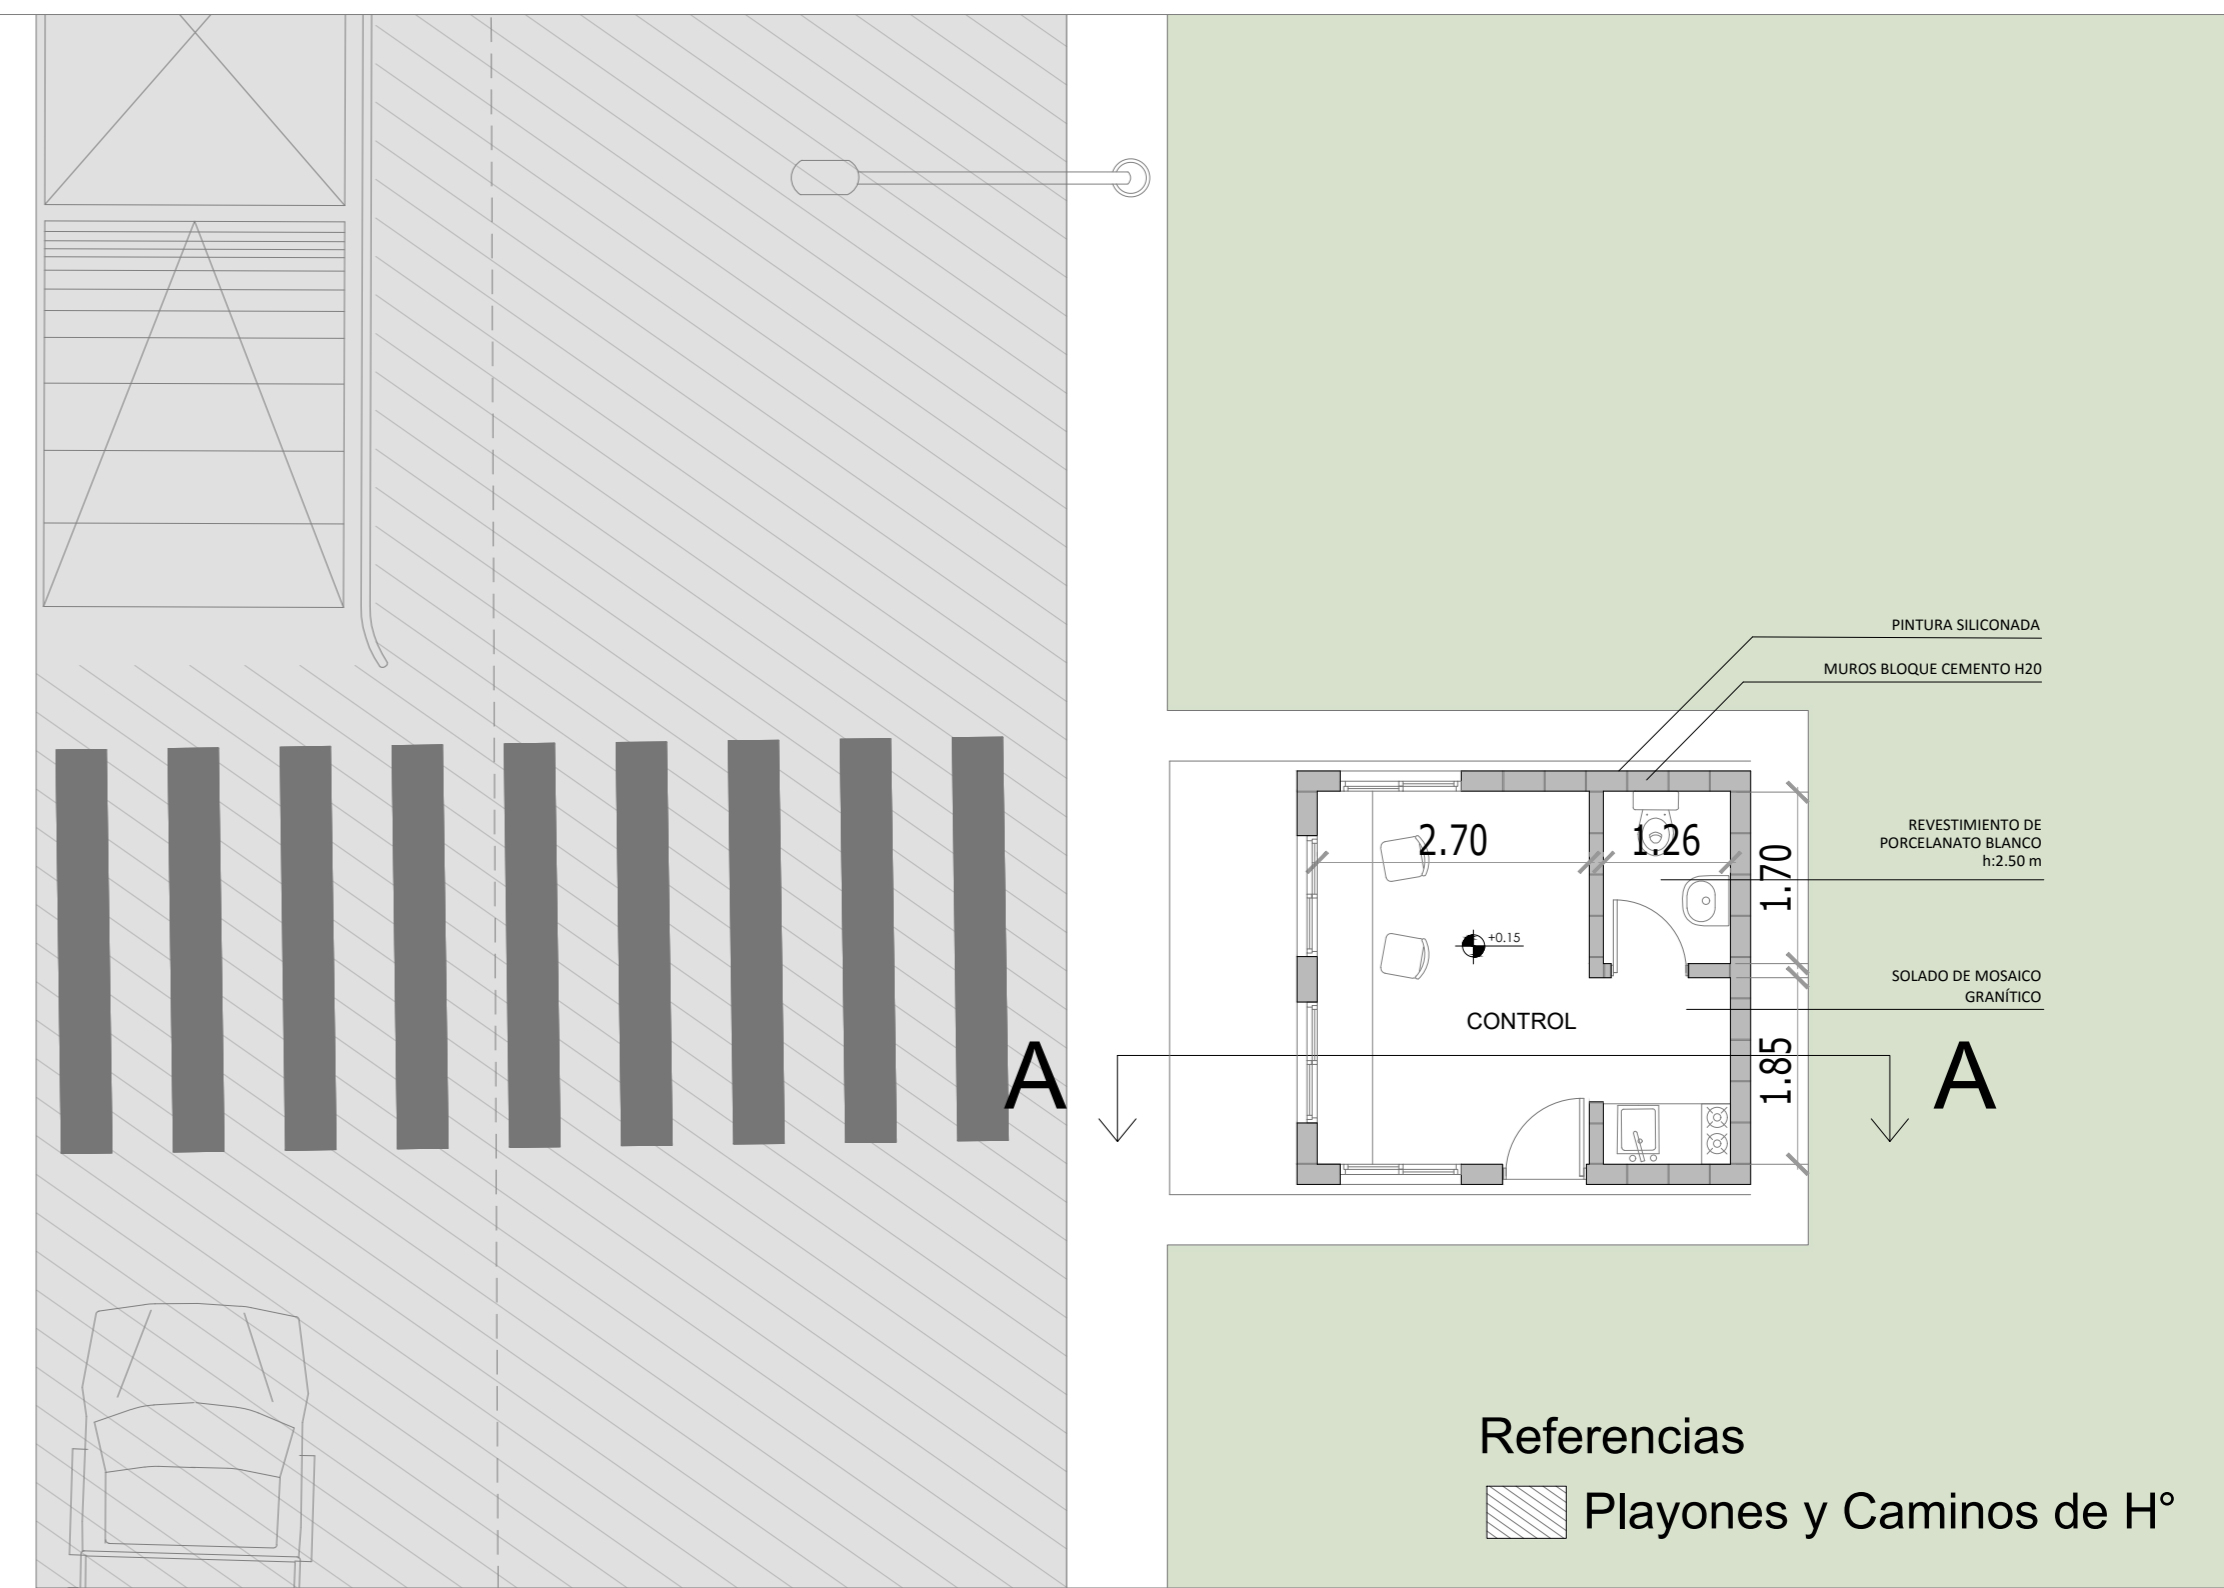 PINTURA SILICONADA
MUROS BLOQUE CEMENTO H20
2.70
1.26
1.70
REVESTIMIENTO DE
PORCELANATO BLANCO
h:2.50 m
+0.15
SOLADO DE MOSAICO
GRANÍTICO
CONTROL
A
1.85
A
Referencias
Playones y Caminos de H°